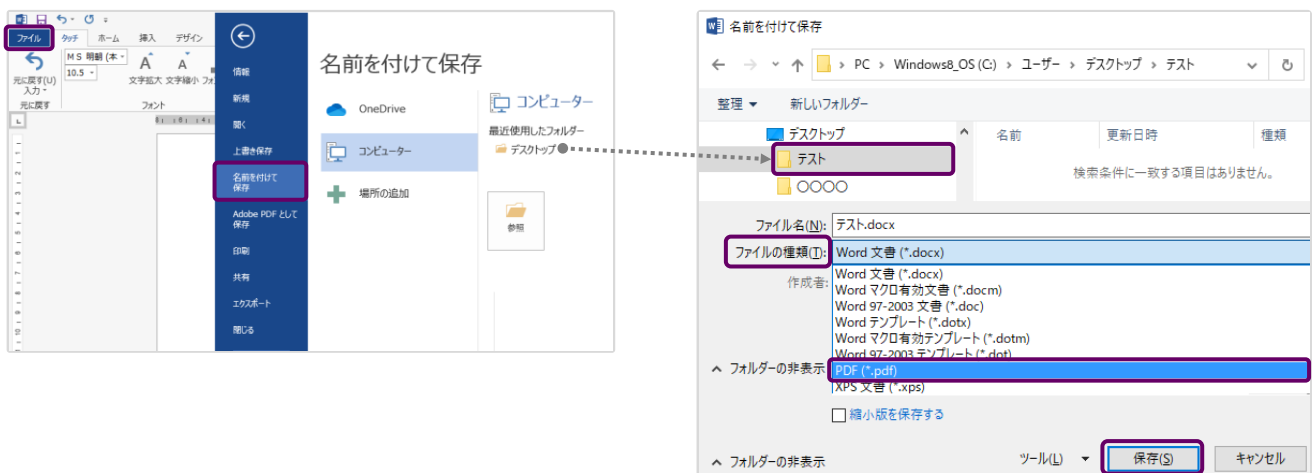 ファイル
タッチ ホーム 挿入 デザイン
元に戻す(U)
入力
元に戻す
MS 明朝 (本
10.5
A A
文字拡大 文字縮小 フォ
フォント
情報
新規
開く
上書き保存
名前を付けて
保存
Adobe PDF として
保存
印刷
共有
エクスポート
閉じる
名前を付けて保存
OneDrive
コンピューター
場所の追加
コンピューター
最近使用したフォルダー
デスクトップ
参照
名前を付けて保存
PC › Windows8_OS (C:) › ユーザー › デスクトップ › テスト
整理 新しいフォルダー
デスクトップ
テスト
〇〇〇〇
名前 更新日時 種類
検索条件に一致する項目はありません。
ファイル名(N): テスト.docx
ファイルの種類(T): Word 文書 (*.docx)
作成者:
Word 文書 (*.docx)
Word マクロ有効文書 (*.docm)
Word 97-2003 文書 (*.doc)
Word テンプレート (*.dotx)
Word マクロ有効テンプレート (*.dotm)
Word 97-2003 テンプレート (*.dot)
PDF (*.pdf)
XPS 文書 (*.xps)
フォルダーの非表示
縮小版を保存する
フォルダーの非表示
ツール(L) 保存(S) キャンセル